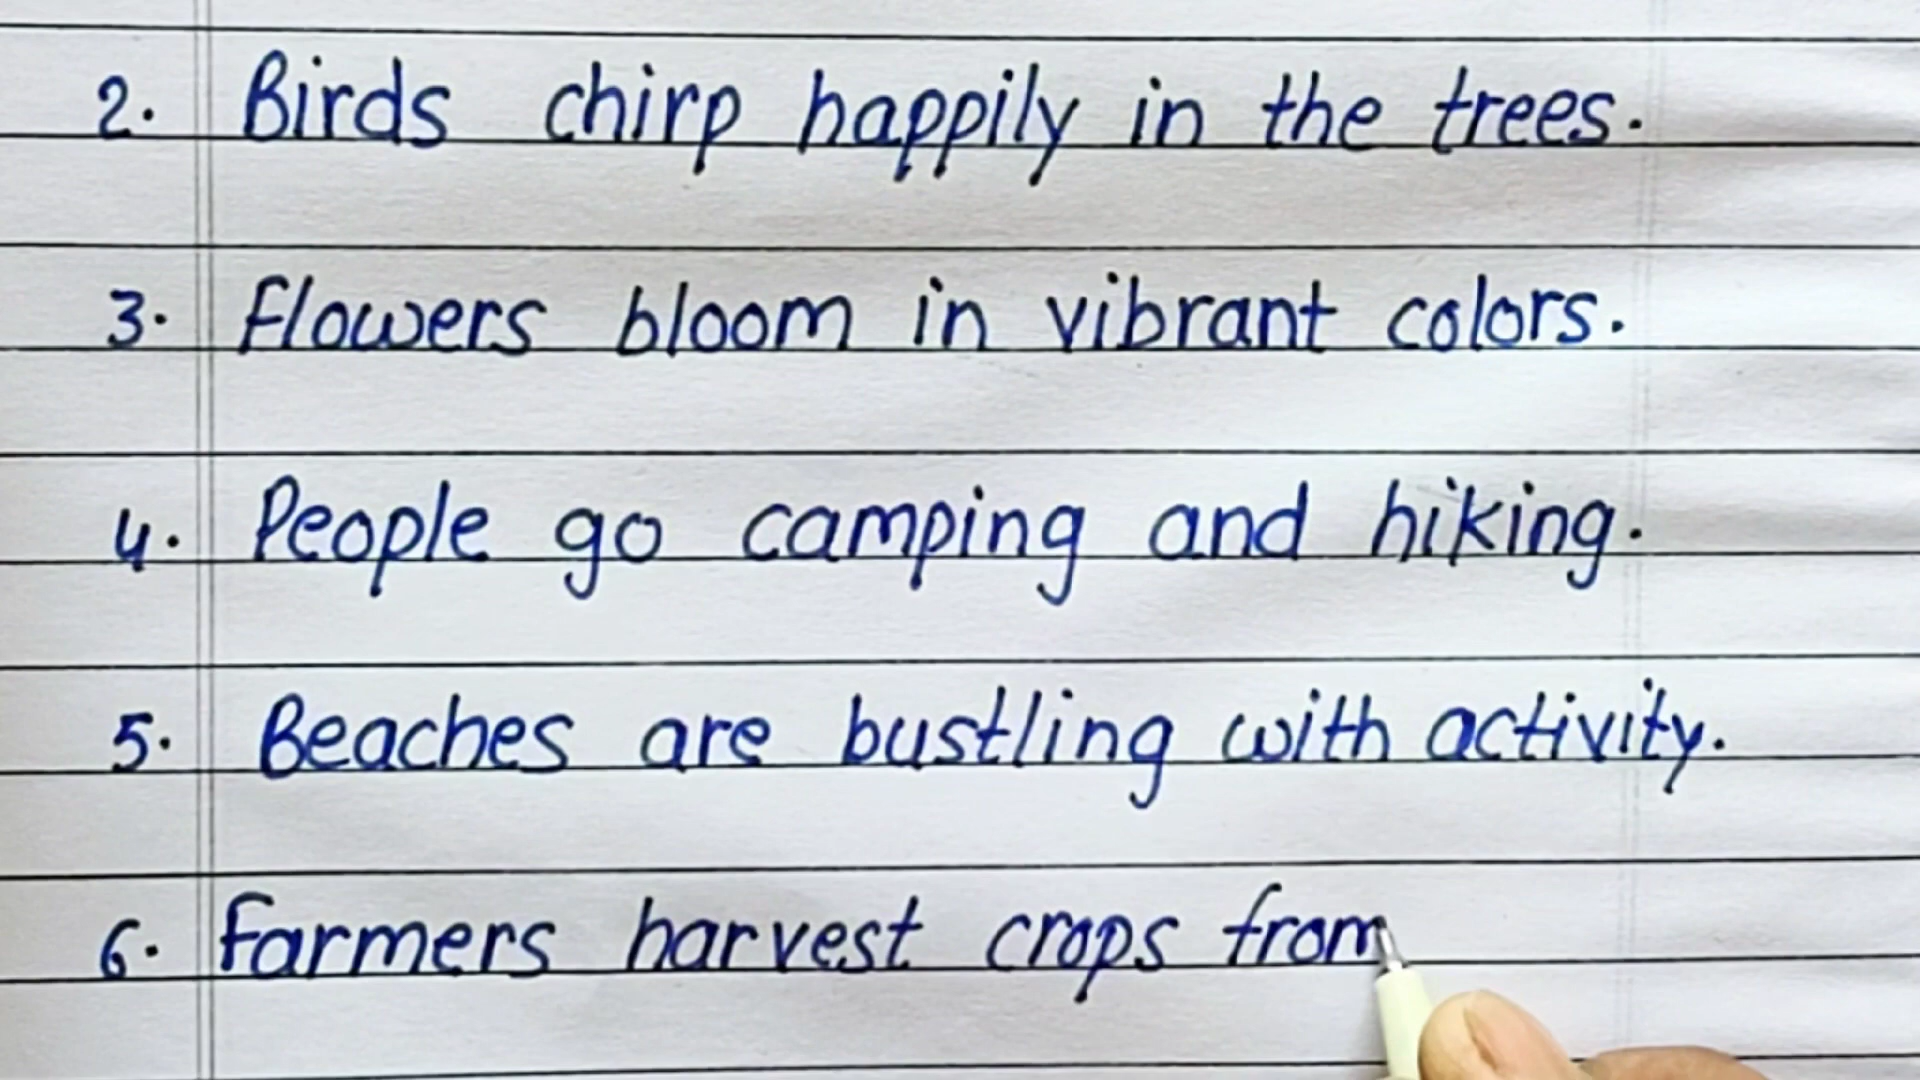 2. Birds chirp happily in the trees.
3. Flowers bloom in vibrant colors.
4. People go camping and hiking.
5. Beaches are bustling with activity.
6. Farmers harvest crops from